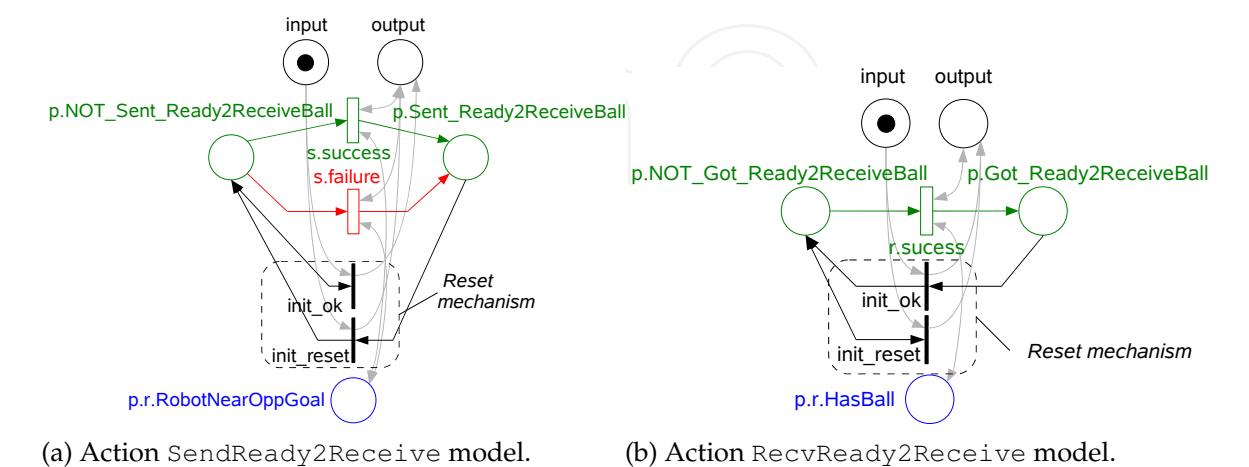 input output
p.NOT_Sent_Ready2ReceiveBall
p.Sent_Ready2ReceiveBall
s.success
s.failure
init_ok
Reset
mechanism
init_reset
p.r.RobotNearOppGoal
(a) Action SendReady2Receive model.
input output
p.NOT_Got_Ready2ReceiveBall
p.Got_Ready2ReceiveBall
r.sucess
init_ok
init_reset
Reset mechanism
p.r.HasBall
(b) Action RecvReady2Receive model.